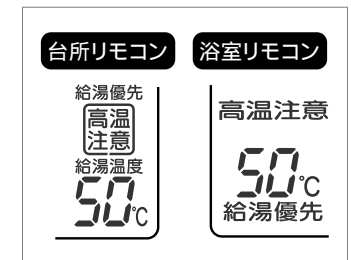 台所リモコン
給湯優先
高温
注意
給湯温度
50℃
浴室リモコン
高温注意
50℃
給湯優先